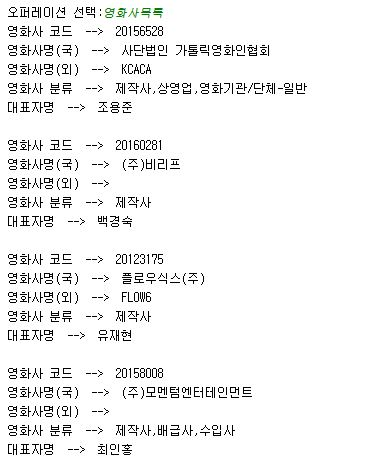 오퍼레이션 선택:영화사목록
영화사 코드 --> 20156528
영화사명(국) --> 사단법인 가톨릭영화인협회
영화사명(외) --> KCACA
영화사 분류 --> 제작사,상영업,영화기관/단체-일반
대표자명 --> 조용준
영화사 코드 --> 20160281
영화사명(국) --> (주)비리프
영화사명(외) -->
영화사 분류 --> 제작사
대표자명 --> 백경숙
영화사 코드 --> 20123175
영화사명(국) --> 플로우식스(주)
영화사명(외) --> FLOW6
영화사 분류 --> 제작사
대표자명 --> 유재현
영화사 코드 --> 20158008
영화사명(국) --> (주)모멘텀엔터테인먼트
영화사명(외) -->
영화사 분류 --> 제작사,배급사,수입사
대표자명 --> 최인홍